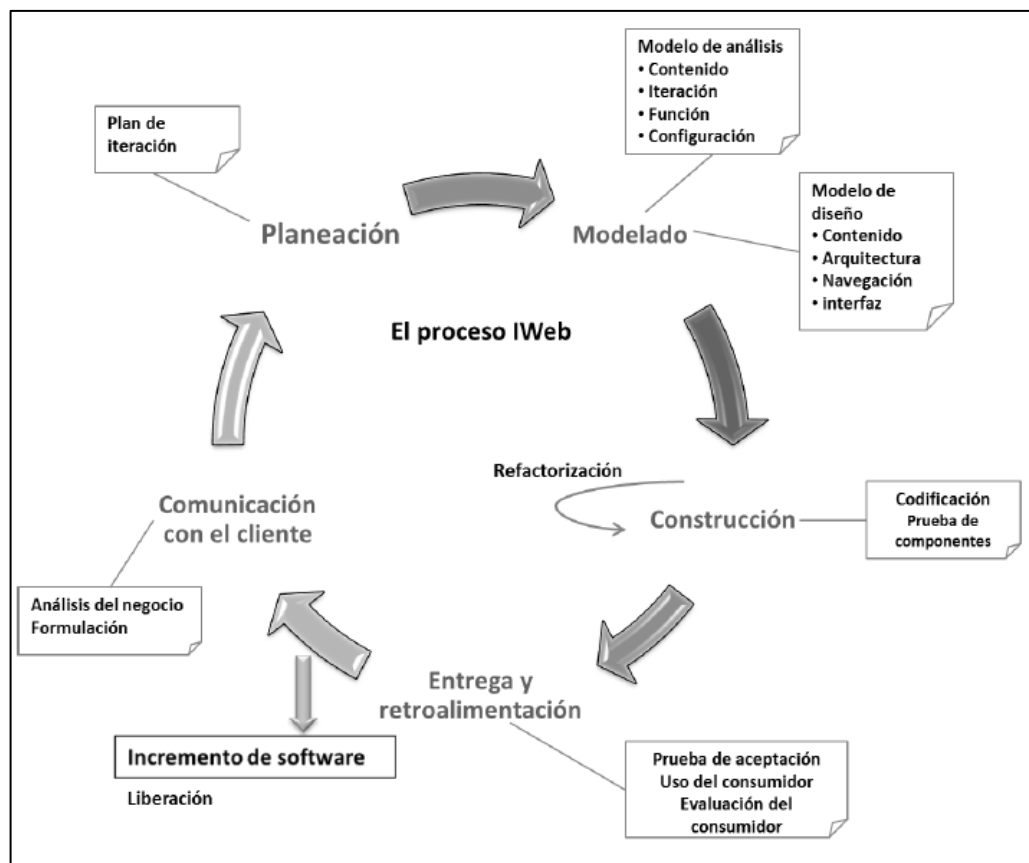 Modelo de análisis
• Contenido
• Iteración
• Función
• Configuración
Plan de
iteración
Planeación
Modelado
Modelo de
diseño
• Contenido
• Arquitectura
• Navegación
• interfaz
El proceso IWeb
Refactorización
Construcción
Codificación
Prueba de
componentes
Comunicación
con el cliente
Análisis del negocio
Formulación
Entrega y
retroalimentación
Incremento de software
Liberación
Prueba de aceptación
Uso del consumidor
Evaluación del
consumidor